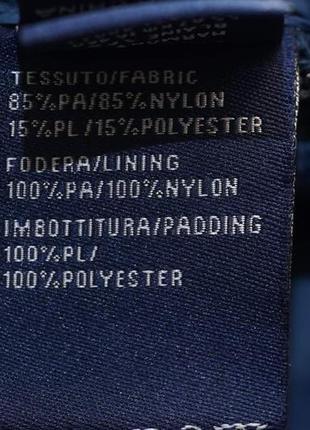 TESSUTO/FABRIC
85%PA/85%NYLON
15%PL/15%POLYESTER
FODERA/LINING
100%PA/100%NYLON
IMBOTTITURA/PADDING
100%PL/
100%POLYESTER